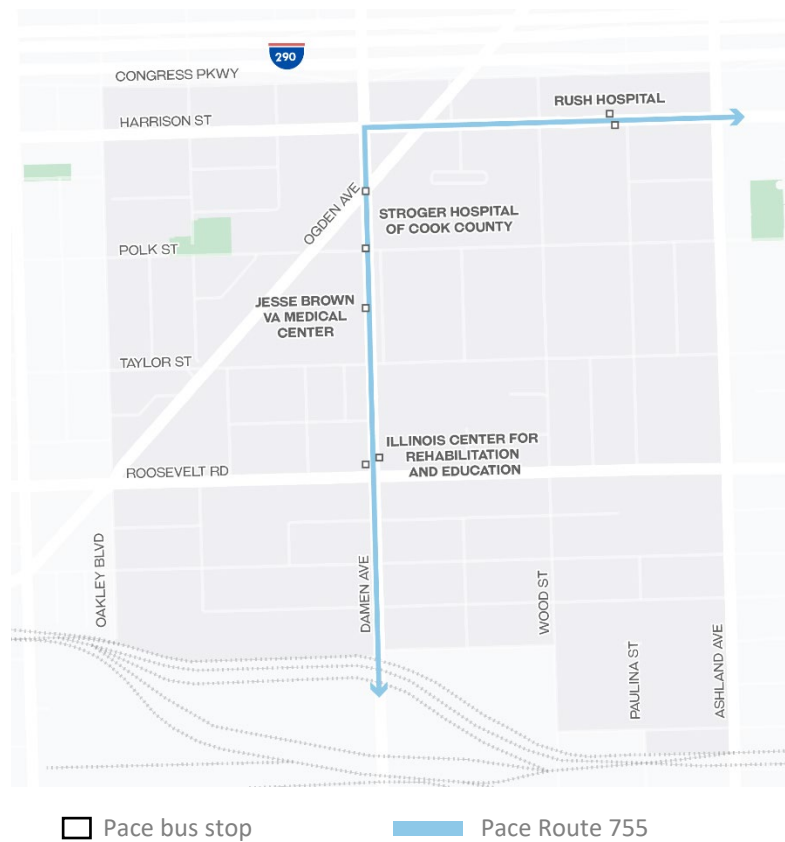 290
CONGRESS PKWY
RUSH HOSPITAL
HARRISON ST
OGDEN AVE
STROGER HOSPITAL
OF COOK COUNTY
POLK ST
JESSE BROWN
VA MEDICAL
CENTER
TAYLOR ST
ILLINOIS CENTER FOR
REHABILITATION
AND EDUCATION
ROOSEVELT RD
OAKLEY BLVD
DAMEN AVE
WOOD ST
PAULINA ST
ASHLAND AVE
Pace bus stop
Pace Route 755